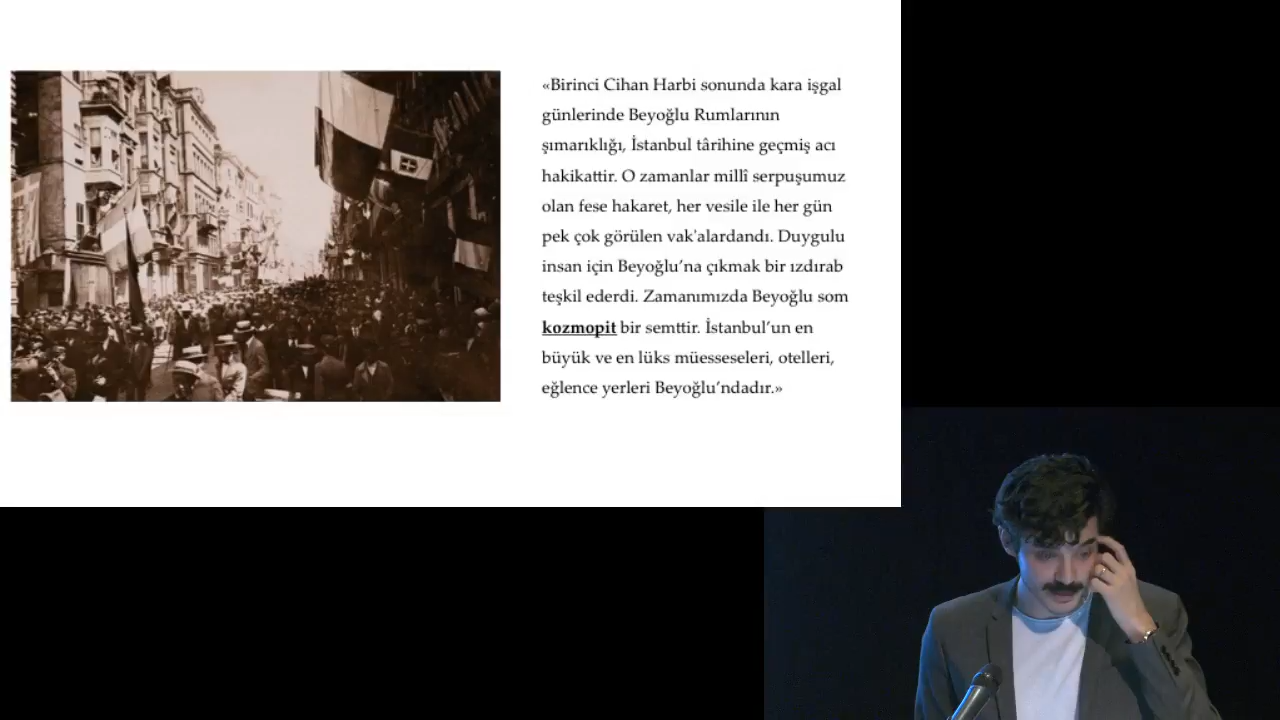 «Birinci Cihan Harbi sonunda kara işgal
günlerinde Beyoğlu Rumlarının
şımarıklığı, İstanbul târihine geçmiş acı
hakikattir. O zamanlar millî serpuşumuz
olan fese hakaret, her vesile ile her gün
pek çok görülen vak'alardandı. Duygulu
insan için Beyoğlu’na çıkmak bir ızdırab
teşkil ederdi. Zamanımızda Beyoğlu som
kozmopit bir semttir. İstanbul’un en
büyük ve en lüks müesseseleri, otelleri,
eğlence yerleri Beyoğlu’ndadır.»